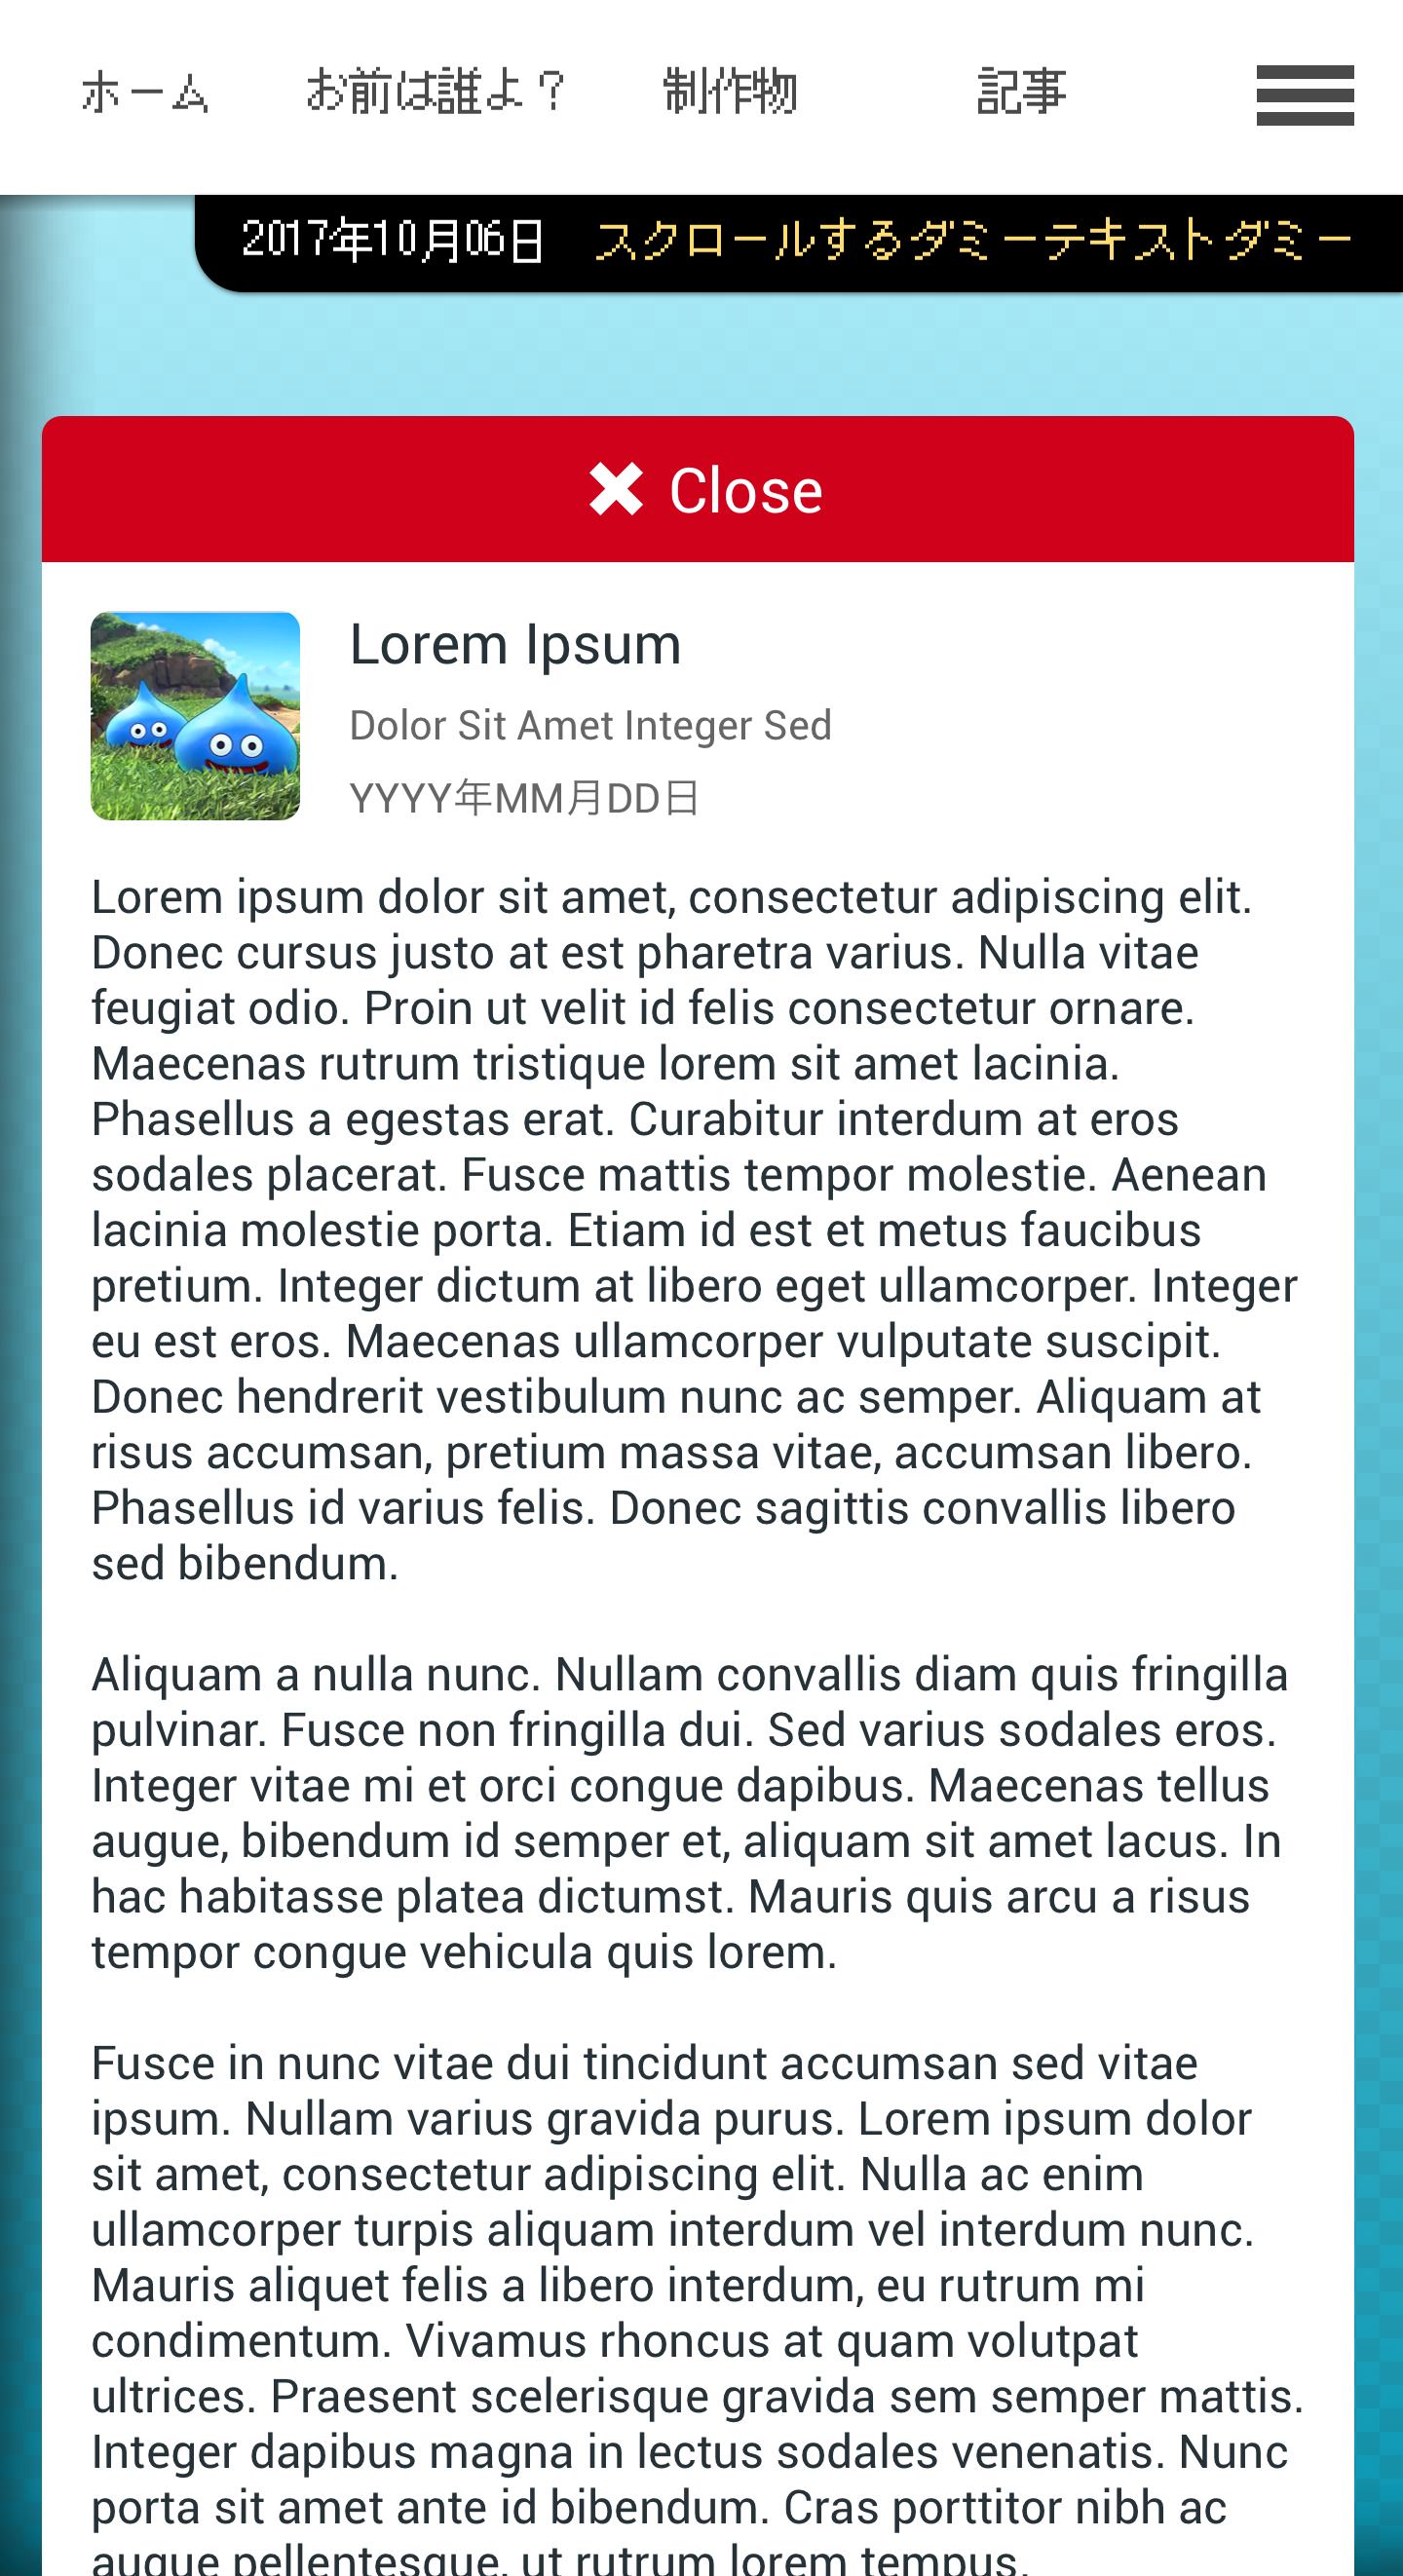 ホーム お前は誰よ？ 制作物 記事
2017年10月06日 スクロールするダミーテキストダミー
✖ Close
Lorem Ipsum
Dolor Sit Amet Integer Sed
YYYY年MM月DD日
Lorem ipsum dolor sit amet, consectetur adipiscing elit.
Donec cursus justo at est pharetra varius. Nulla vitae
feugiat odio. Proin ut velit id felis consectetur ornare.
Maecenas rutrum tristique lorem sit amet lacinia.
Phasellus a egestas erat. Curabitur interdum at eros
sodales placerat. Fusce mattis tempor molestie. Aenean
lacinia molestie porta. Etiam id est et metus faucibus
pretium. Integer dictum at libero eget ullamcorper. Integer
eu est eros. Maecenas ullamcorper vulputate suscipit.
Donec hendrerit vestibulum nunc ac semper. Aliquam at
risus accumsan, pretium massa vitae, accumsan libero.
Phasellus id varius felis. Donec sagittis convallis libero
sed bibendum.
Aliquam a nulla nunc. Nullam convallis diam quis fringilla
pulvinar. Fusce non fringilla dui. Sed varius sodales eros.
Integer vitae mi et orci congue dapibus. Maecenas tellus
augue, bibendum id semper et, aliquam sit amet lacus. In
hac habitasse platea dictumst. Mauris quis arcu a risus
tempor congue vehicula quis lorem.
Fusce in nunc vitae dui tincidunt accumsan sed vitae
ipsum. Nullam varius gravida purus. Lorem ipsum dolor
sit amet, consectetur adipiscing elit. Nulla ac enim
ullamcorper turpis aliquam interdum vel interdum nunc.
Mauris aliquet felis a libero interdum, eu rutrum mi
condimentum. Vivamus rhoncus at quam volutpat
ultrices. Praesent scelerisque gravida sem semper mattis.
Integer dapibus magna in lectus sodales venenatis. Nunc
porta sit amet ante id bibendum. Cras porttitor nibh ac
augue pellentesque, ut rutrum lorem tempus.